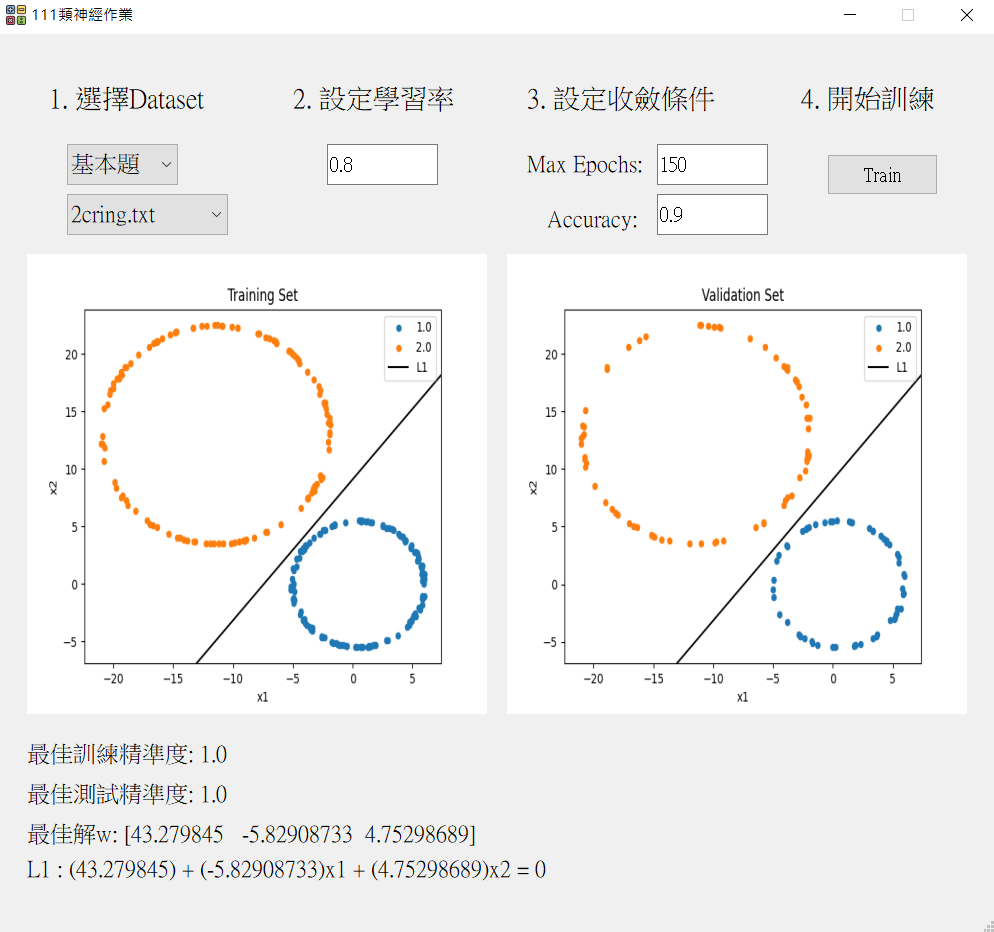 111類神經作業
1. 選擇Dataset
2. 設定學習率
3. 設定收斂條件
4. 開始訓練
基本題
2cring.txt
0.8
Max Epochs: 150
Accuracy: 0.9
Train
Training Set
1.0
2.0
L1
20
15
10
5
0
−5
x2
−20 −15 −10 −5 0 5
x1
Validation Set
1.0
2.0
L1
20
15
10
5
0
−5
x2
−20 −15 −10 −5 0 5
x1
最佳訓練精準度: 1.0
最佳測試精準度: 1.0
最佳解w: [43.279845 -5.82908733 4.75298689]
L1 : (43.279845) + (-5.82908733)x1 + (4.75298689)x2 = 0